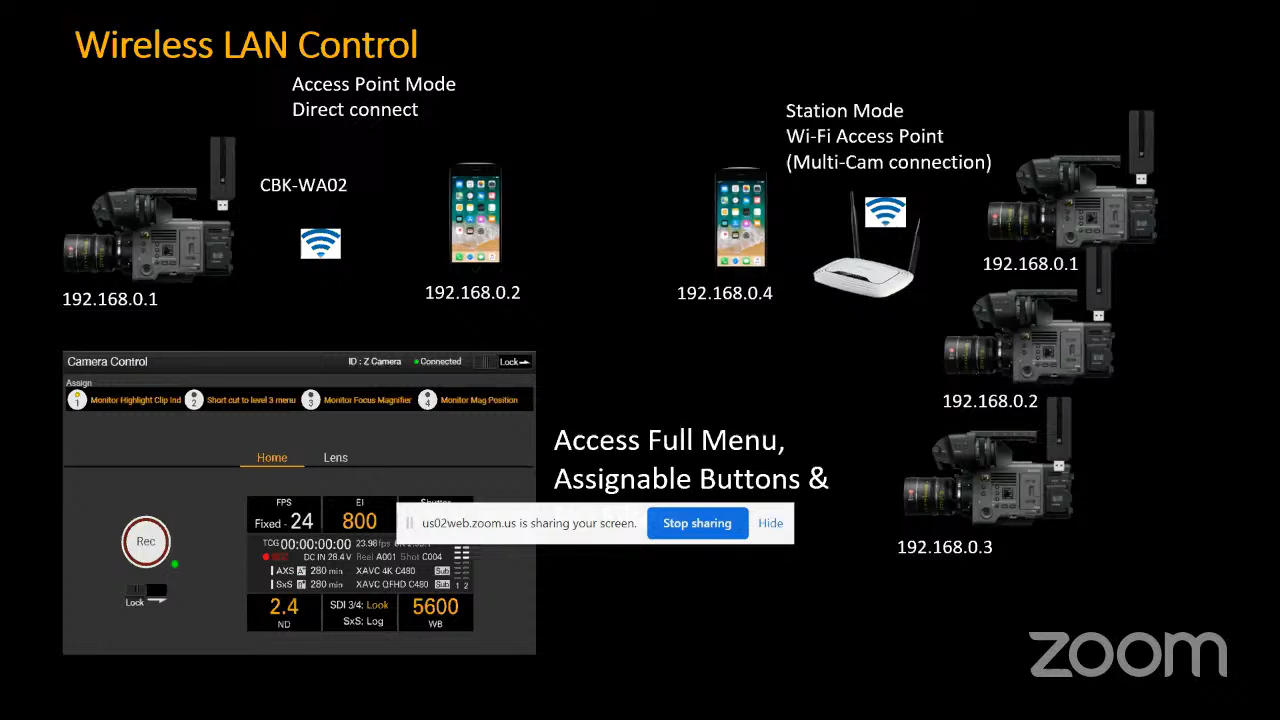 Wireless LAN Control
Access Point Mode
Direct connect
CBK-WA02
192.168.0.1
192.168.0.2
Station Mode
Wi-Fi Access Point
(Multi-Cam connection)
192.168.0.4
192.168.0.1
192.168.0.2
192.168.0.3
Camera Control
ID : Z Camera
Connected
Lock
Assign
1 Monitor Highlight Clip Ind
2 Short cut to level 3 menu
3 Monitor Focus Magnifier
4 Monitor Mag Position
Home Lens
Rec
Lock
FPS
Fixed - 24
EI
800
TCG 00:00:00:00 23.98 fps
DC IN 28.4 V Reel A001 Shot C004
AXS A 280 min XAVC 4K C480 Sub
SxS 280 min XAVC QFHD C480 Sub 1 2
2.4
ND
SDI 3/4: Look
SxS: Log
5600
WB
Access Full Menu,
Assignable Buttons &
us02web.zoom.us is sharing your screen.
Stop sharing
Hide
zoom